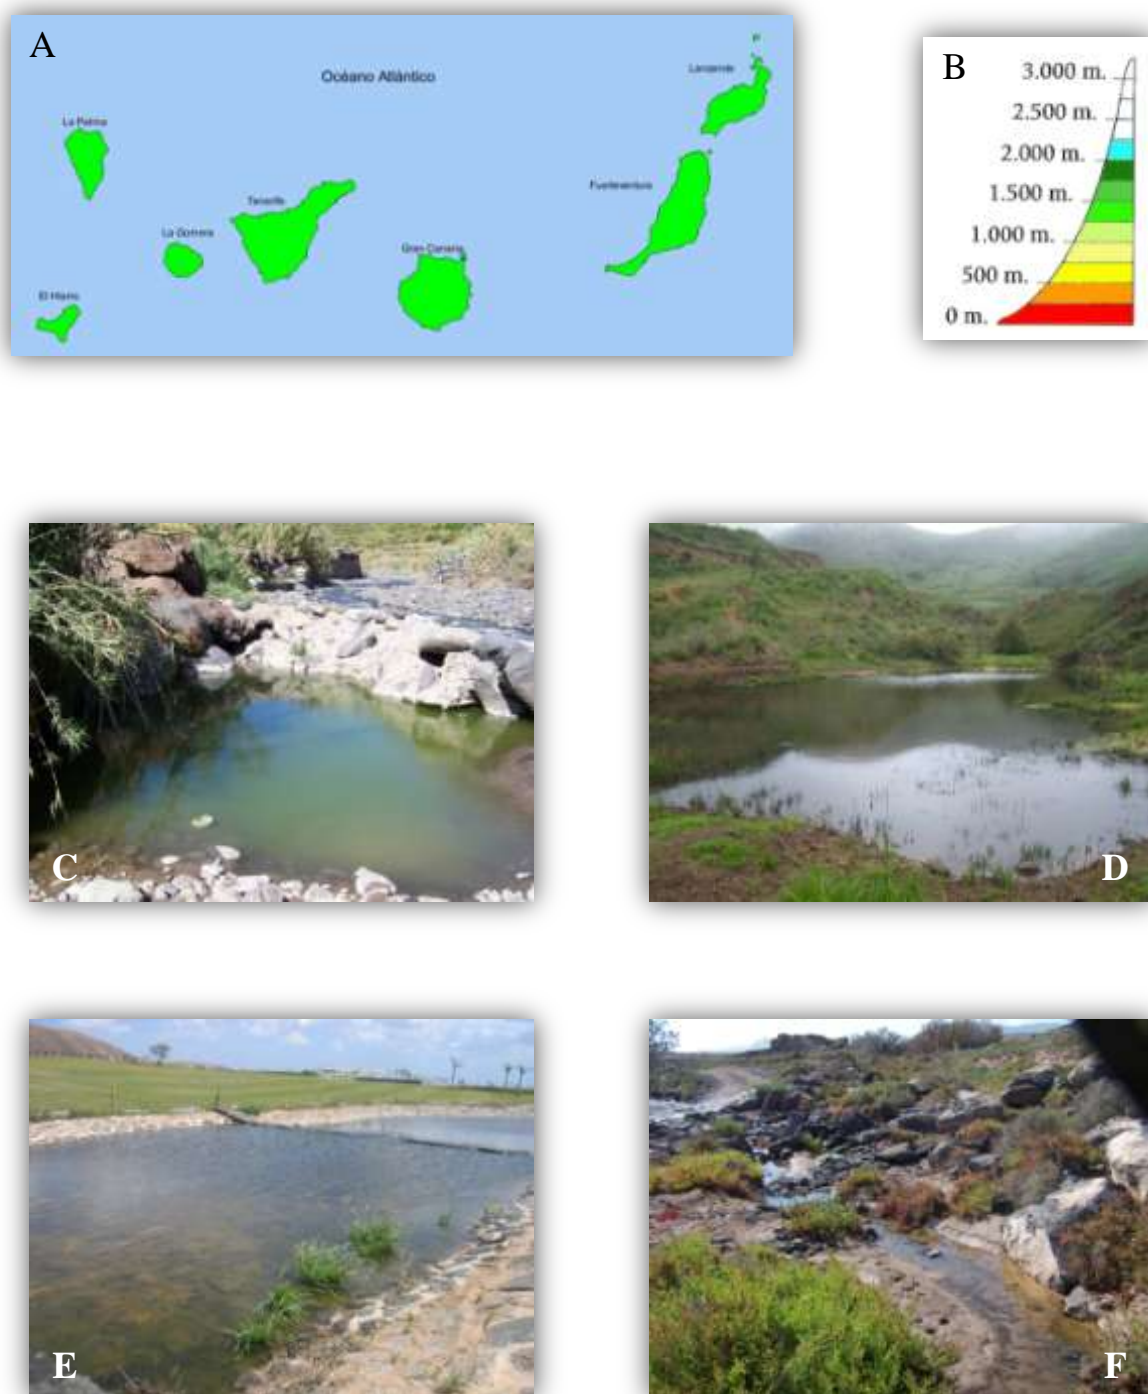 A
Océano Atlántico
Lanzarote
La Palma
Fuerteventura
Tenerife
La Gomera
Gran Canaria
El Hierro
B
3.000 m.
2.500 m.
2.000 m.
1.500 m.
1.000 m.
500 m.
0 m.
C
D
E
F